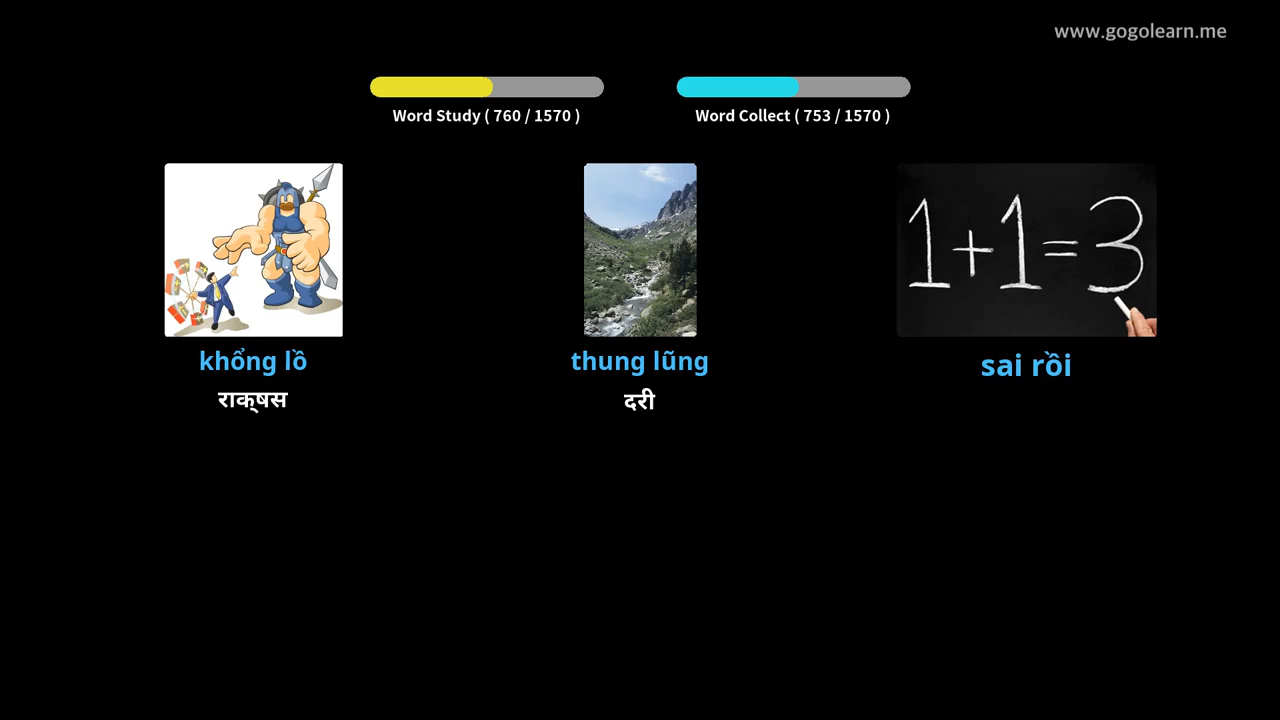 www.gogolearn.me
Word Study ( 760 / 1570 )
Word Collect ( 753 / 1570 )
1+1=3
khổng lồ
thung lũng
sai rồi
राक्षस
दरी